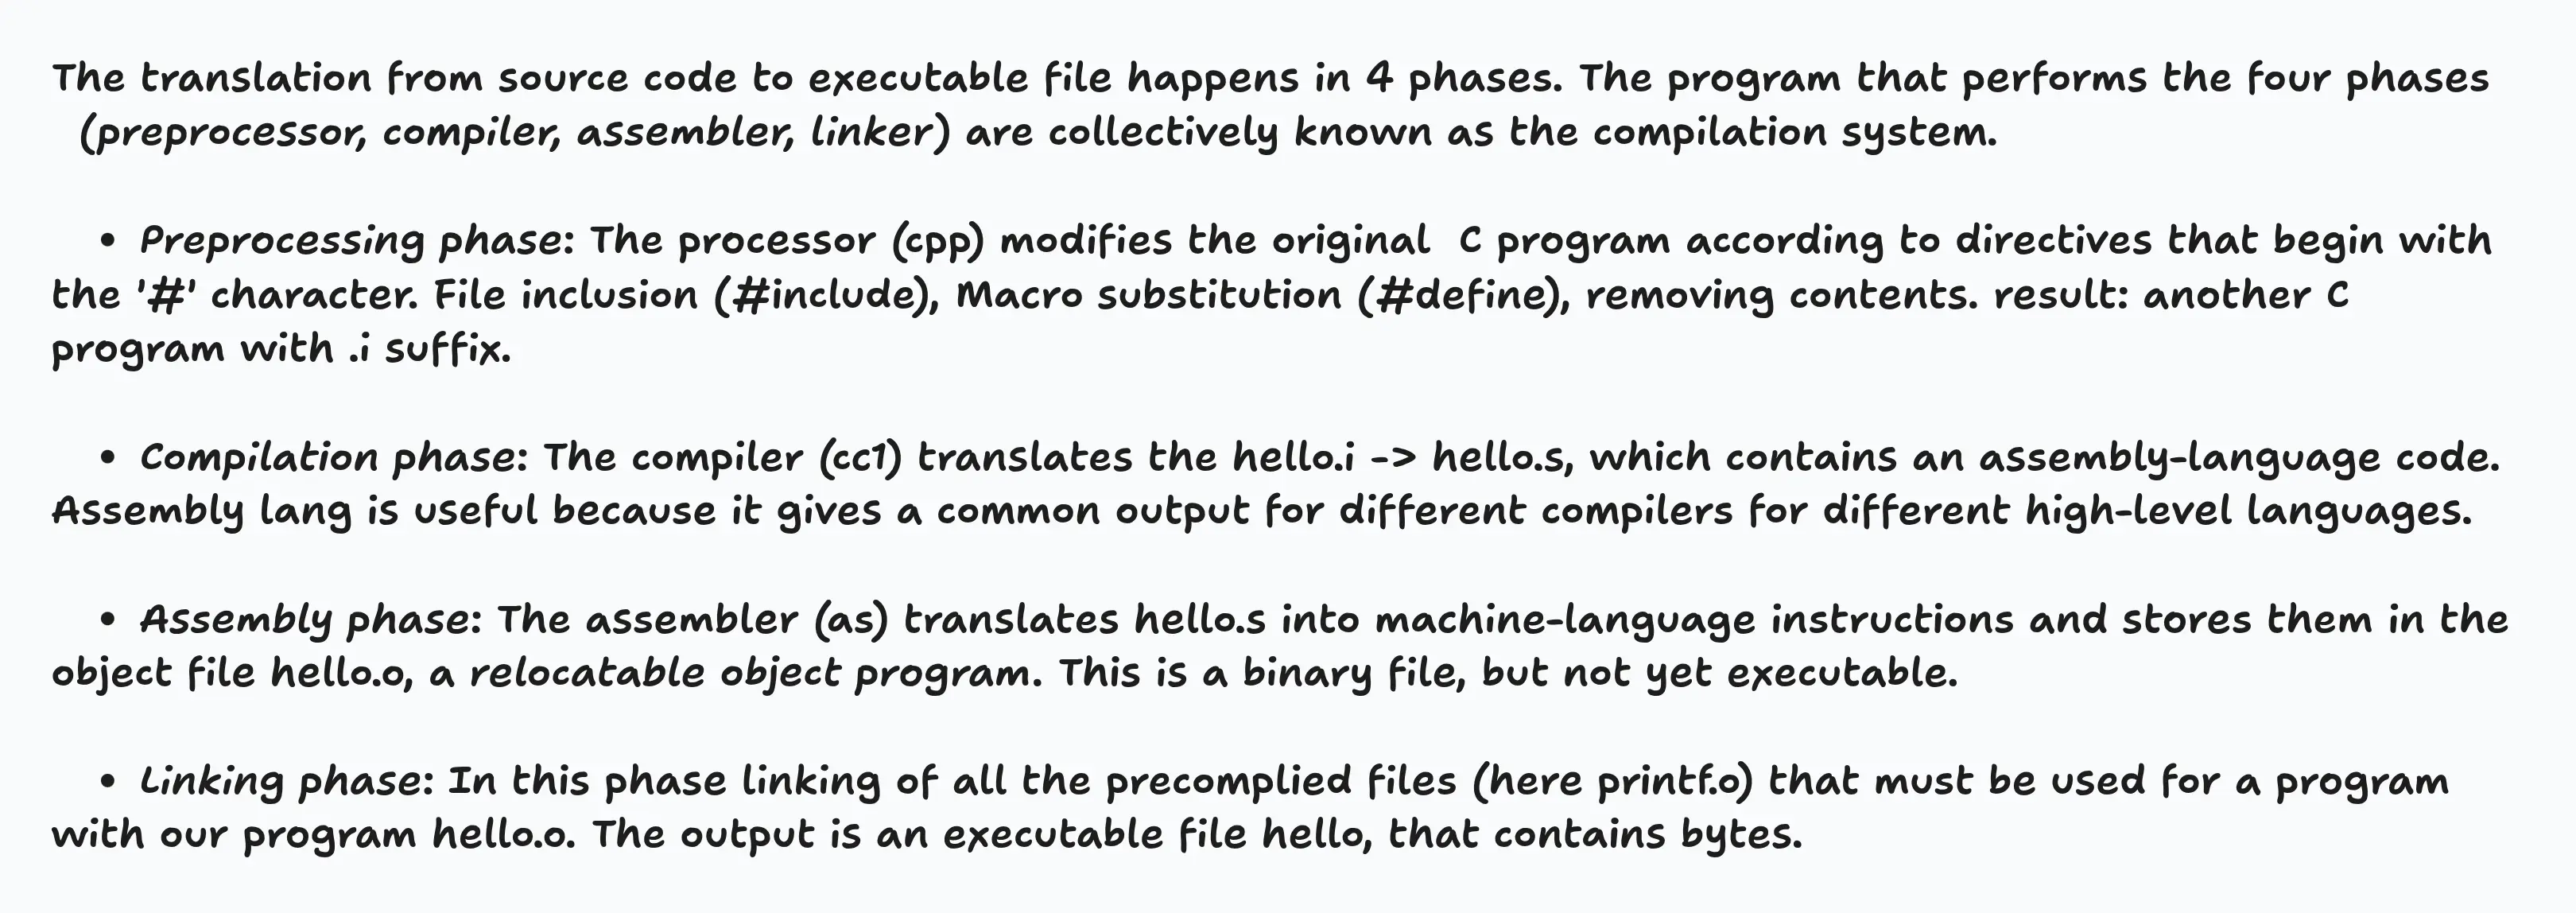 The translation from source code to executable file happens in 4 phases. The program that performs the four phases
(preprocessor, compiler, assembler, linker) are collectively known as the compilation system.
• Preprocessing phase: The processor (cpp) modifies the original C program according to directives that begin with
the '#' character. File inclusion (#include), Macro substitution (#define), removing contents. result: another C
program with .i suffix.
• Compilation phase: The compiler (cc1) translates the hello.i -> hello.s, which contains an assembly-language code.
Assembly lang is useful because it gives a common output for different compilers for different high-level languages.
• Assembly phase: The assembler (as) translates hello.s into machine-language instructions and stores them in the
object file hello.o, a relocatable object program. This is a binary file, but not yet executable.
• Linking phase: In this phase linking of all the precomplied files (here printf.o) that must be used for a program
with our program hello.o. The output is an executable file hello, that contains bytes.